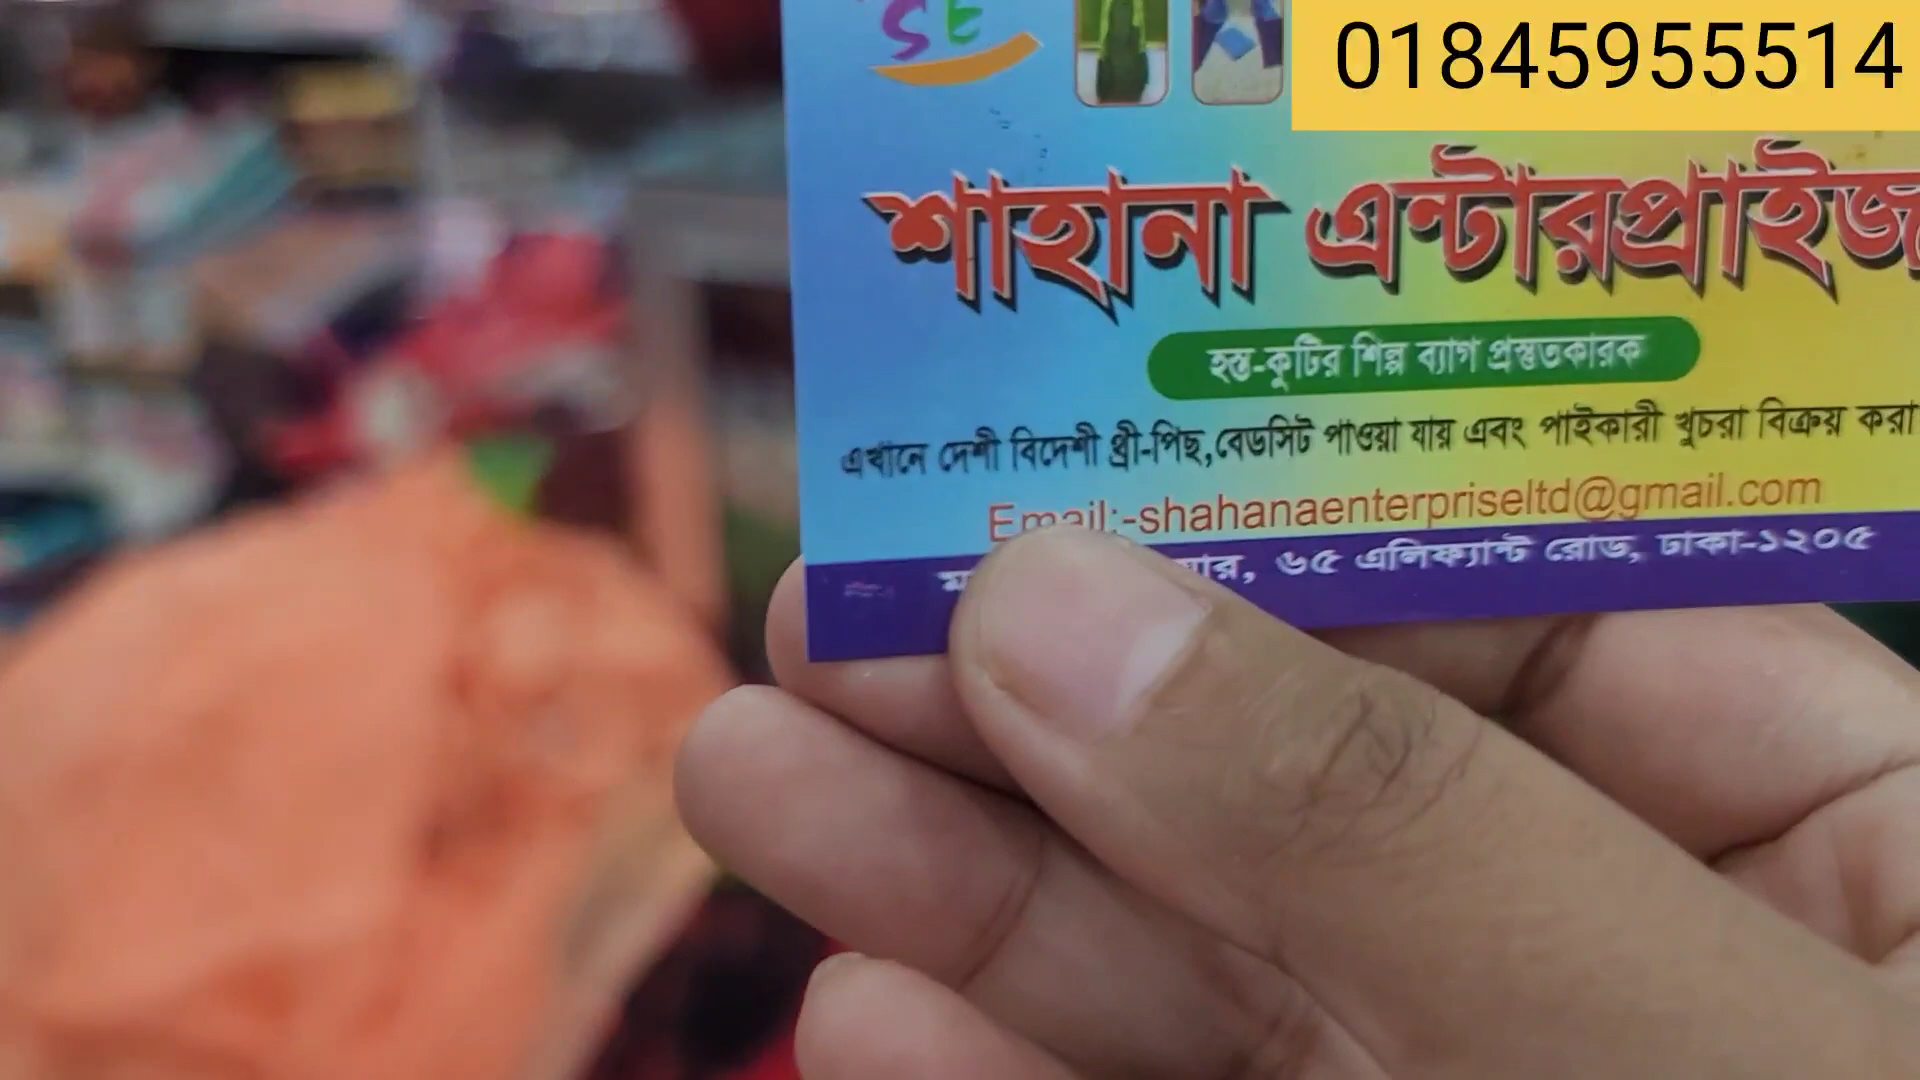 SE
01845955514
শাহানা এন্টারপ্রাইজ
হস্ত-কুটির শিল্প ব্যাগ প্রস্তুতকারক
এখানে দেশী বিদেশী থ্রী-পিছ,বেডসিট পাওয়া যায় এবং পাইকারী খুচরা বিক্রয় করা
Email:-shahanaenterpriseltd@gmail.com
৬৫ এলিফ্যান্ট রোড, ঢাকা-১২০৫